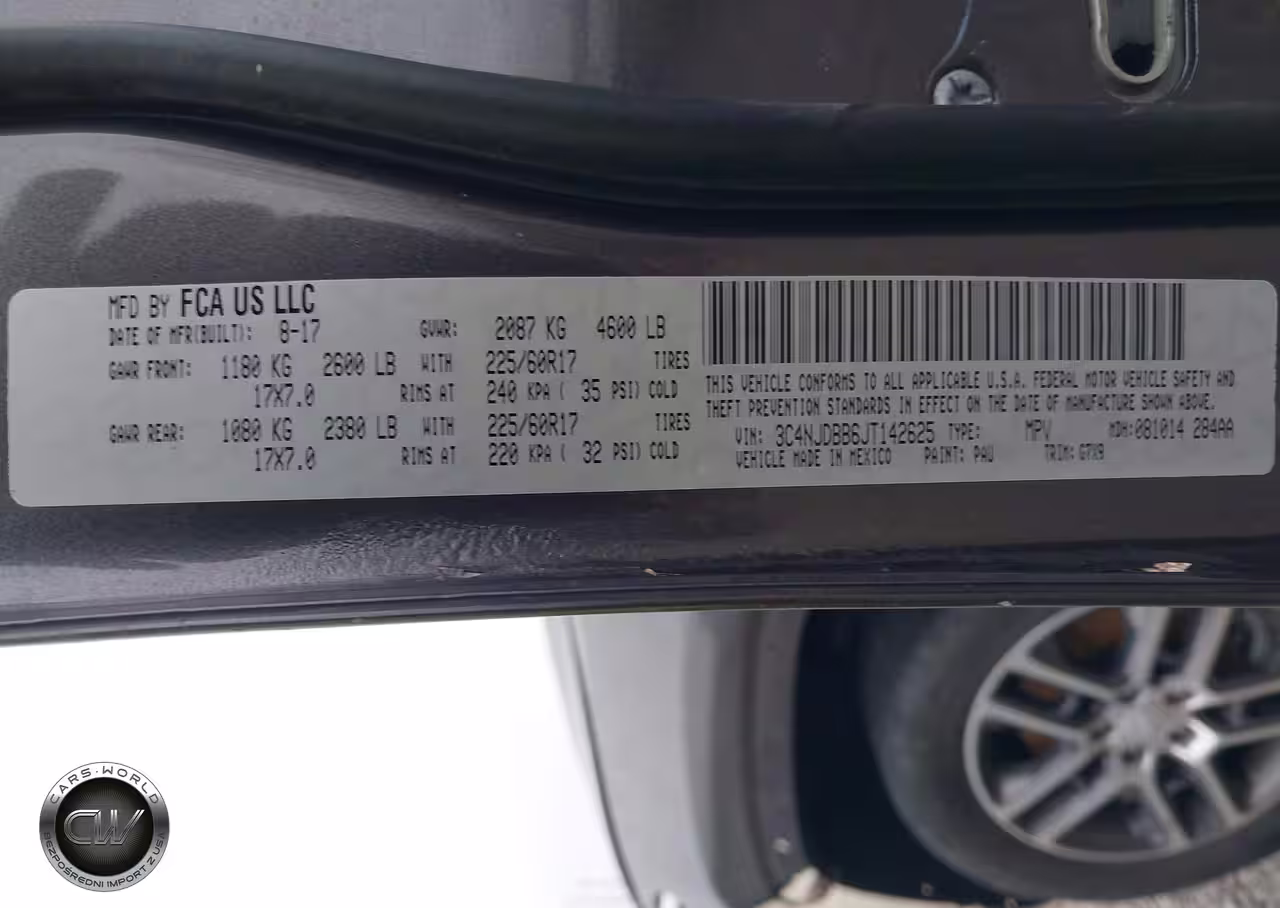 MFD BY FCA US LLC
DATE OF MFR(BUILT): 8-17 GVWR: 2087 KG 4600 LB
GAWR FRONT: 1180 KG 2600 LB WITH 225/60R17 TIRES
17X7.0 RIMS AT 240 KPA ( 35 PSI) COLD
GAWR REAR: 1080 KG 2380 LB WITH 225/60R17 TIRES
17X7.0 RIMS AT 220 KPA ( 32 PSI) COLD
THIS VEHICLE CONFORMS TO ALL APPLICABLE U.S.A. FEDERAL MOTOR VEHICLE SAFETY AND
THEFT PREVENTION STANDARDS IN EFFECT ON THE DATE OF MANUFACTURE SHOWN ABOVE.
VIN: 3C4NJDBB6JT142625 TYPE: MPV MDH:081014 284AA
VEHICLE MADE IN MEXICO PAINT: PAU TRIM: G7X9
CARS·WORLD
CW
BEZPOŚREDNI IMPORT Z USA